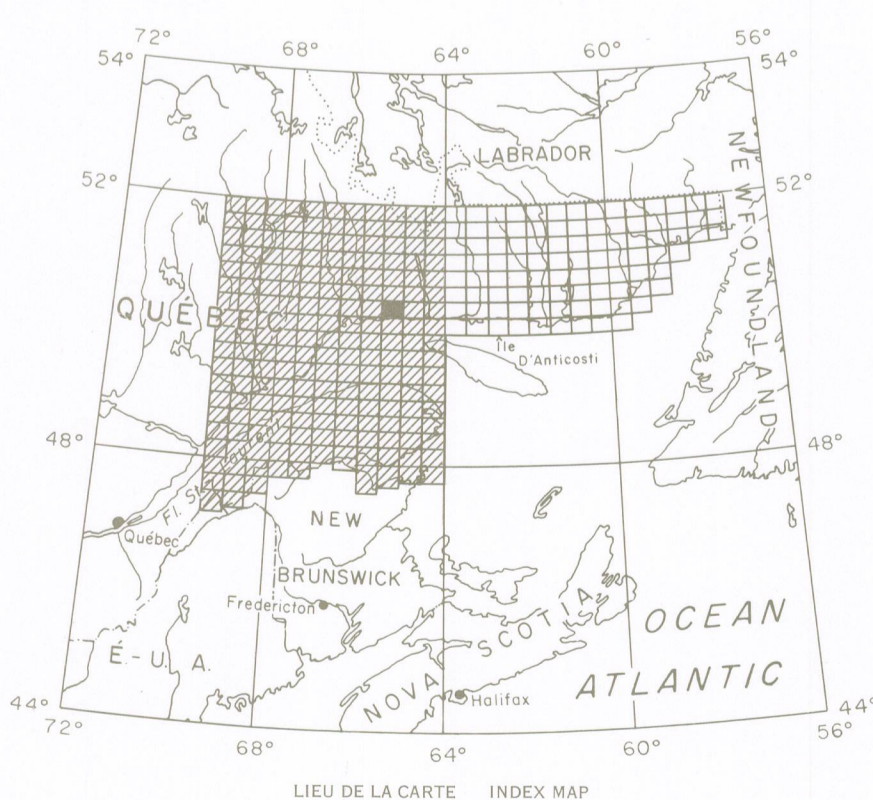 72°
68°
64°
60°
56°
54°
54°
LABRADOR
52°
52°
NEWFOUNDLAND
QUÉBEC
Île
D'Anticosti
48°
48°
Fl. St. Laurent
Québec
NEW
BRUNSWICK
Fredericton
NOVA SCOTIA
OCEAN
ATLANTIC
É.-U. A.
Halifax
44°
44°
72°
68°
64°
60°
56°
LIEU DE LA CARTE INDEX MAP